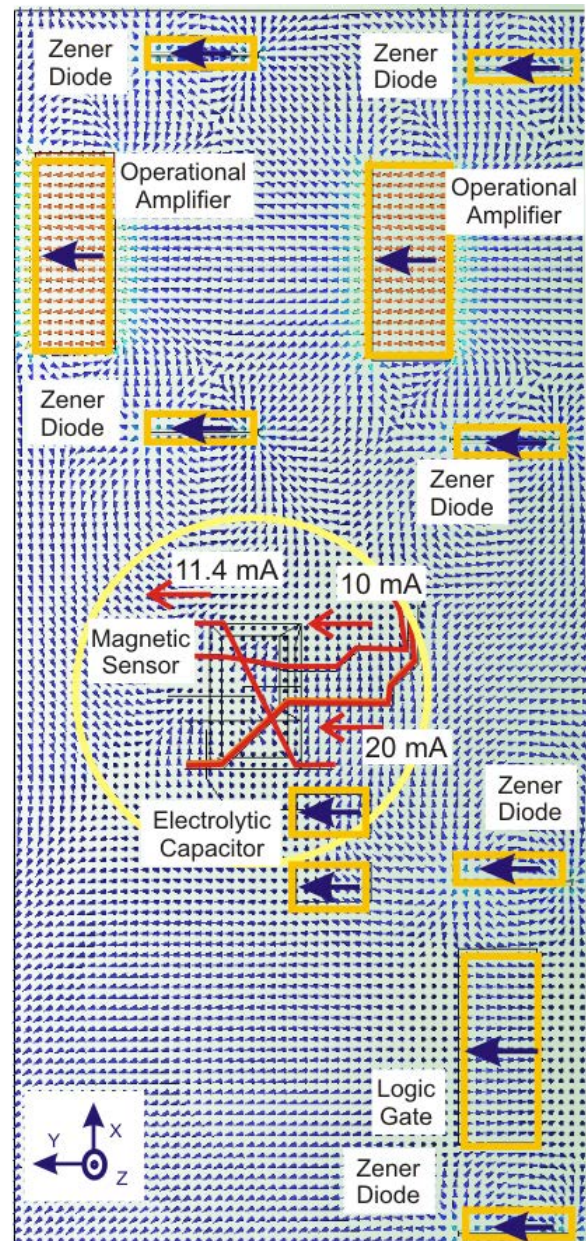 Zener
Diode
Zener
Diode
Operational
Amplifier
Operational
Amplifier
Zener
Diode
Zener
Diode
11.4 mA
10 mA
Magnetic
Sensor
20 mA
Zener
Diode
Electrolytic
Capacitor
Logic
Gate
X
Y
Z
Zener
Diode